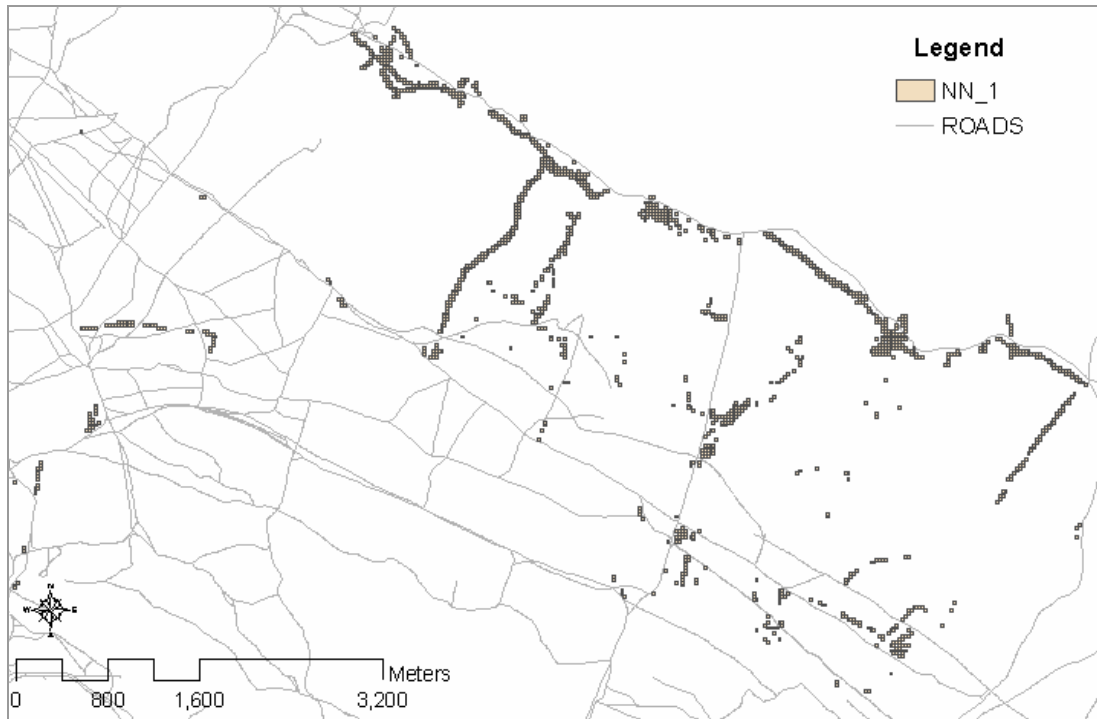 Legend
NN_1
ROADS
N
W E
S
Meters
0 800 1,600 3,200